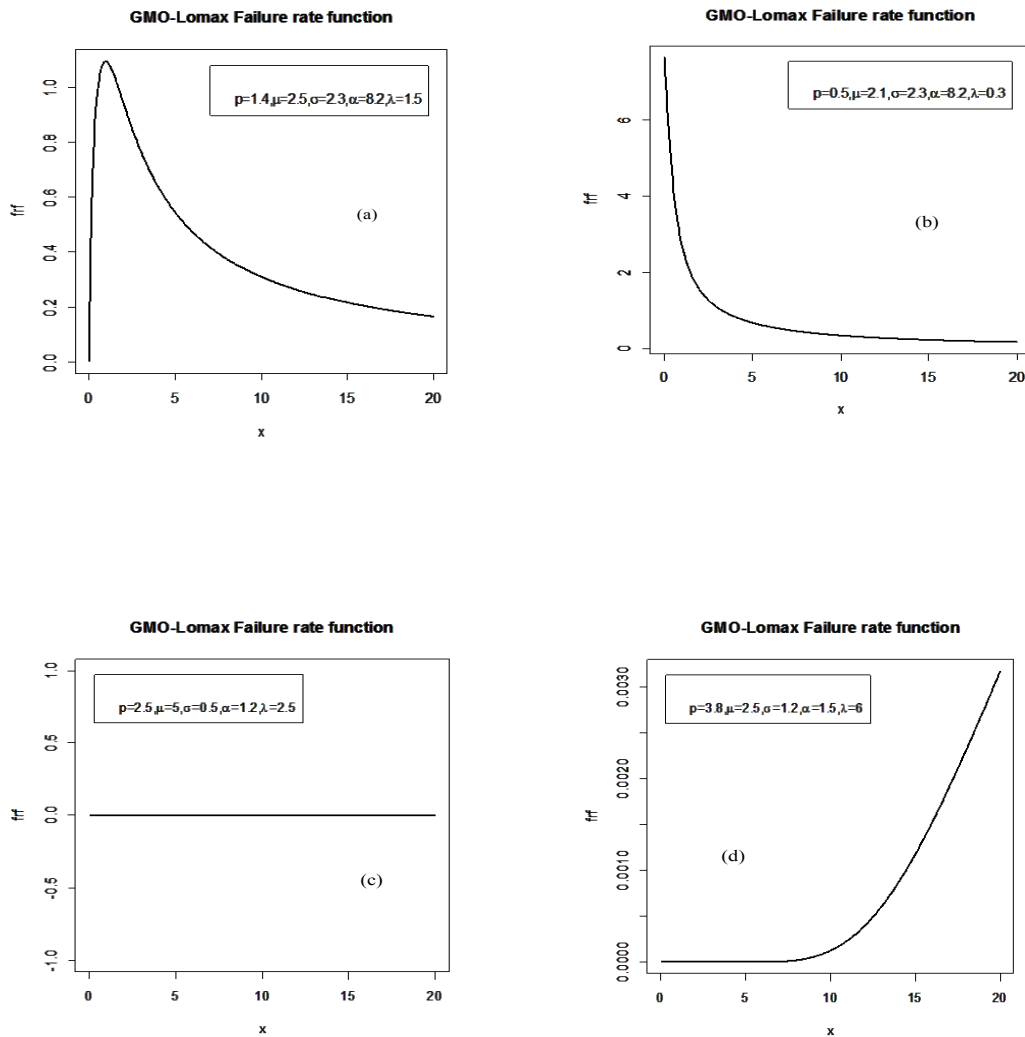 GMO-Lomax Failure rate function
p=1.4,μ=2.5,σ=2.3,α=8.2,λ=1.5
frf
0.0 0.2 0.4 0.6 0.8 1.0
(a)
0 5 10 15 20
x
GMO-Lomax Failure rate function
p=0.5,μ=2.1,σ=2.3,α=8.2,λ=0.3
frf
0 2 4 6
(b)
0 5 10 15 20
x
GMO-Lomax Failure rate function
p=2.5,μ=5,σ=0.5,α=1.2,λ=2.5
frf
-1.0 -0.5 0.0 0.5 1.0
(c)
0 5 10 15 20
x
GMO-Lomax Failure rate function
p=3.8,μ=2.5,σ=1.2,α=1.5,λ=6
frf
0.0000 0.0010 0.0020 0.0030
(d)
0 5 10 15 20
x